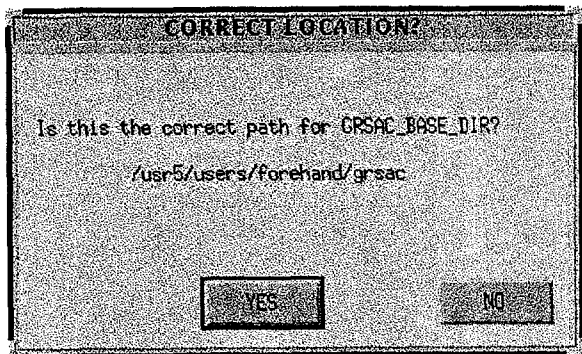 CORRECT LOCATION?
Is this the correct path for GRSAC_BASE_DIR?
/usr5/users/forehand/grsac
YES
NO